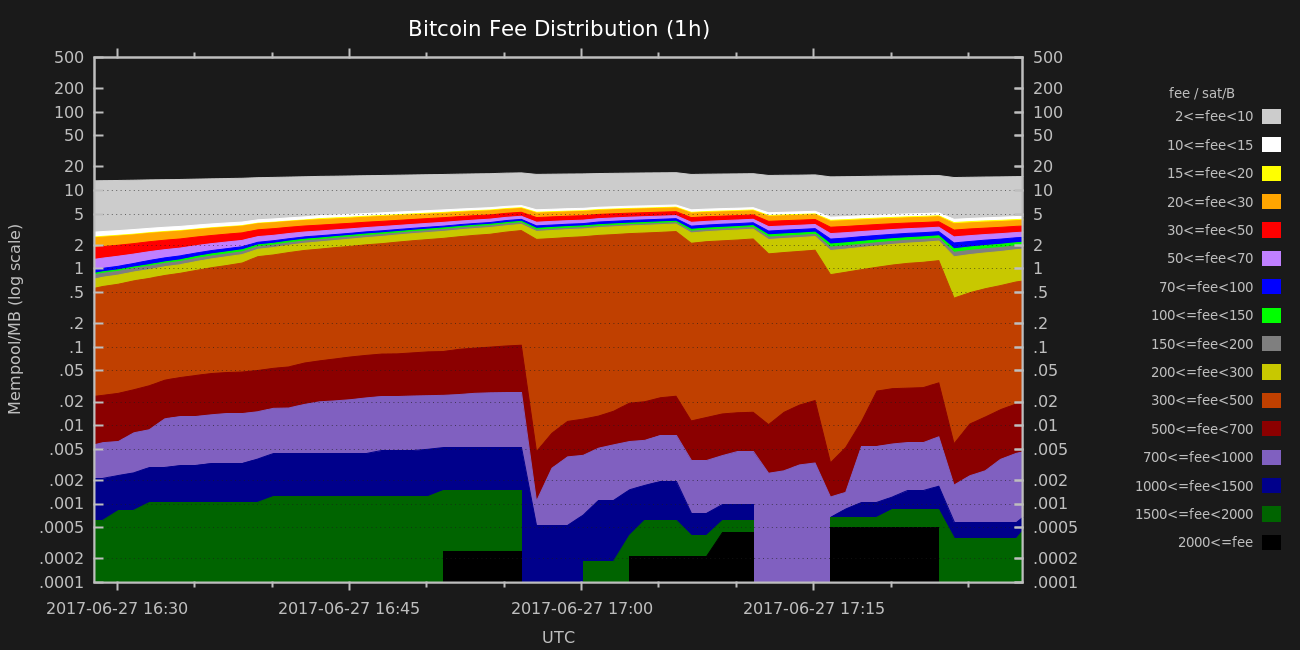 Bitcoin Fee Distribution (1h)
500 500
200 200
100 100
50 50
20 20
10 10
5 5
2 2
1 1
.5 .5
.2 .2
.1 .1
.05 .05
.02 .02
.01 .01
.005 .005
.002 .002
.001 .001
.0005 .0005
.0002 .0002
.0001 .0001
Mempool/MB (log scale)
2017-06-27 16:30 2017-06-27 16:45 2017-06-27 17:00 2017-06-27 17:15
UTC
fee / sat/B
2<=fee<10
10<=fee<15
15<=fee<20
20<=fee<30
30<=fee<50
50<=fee<70
70<=fee<100
100<=fee<150
150<=fee<200
200<=fee<300
300<=fee<500
500<=fee<700
700<=fee<1000
1000<=fee<1500
1500<=fee<2000
2000<=fee